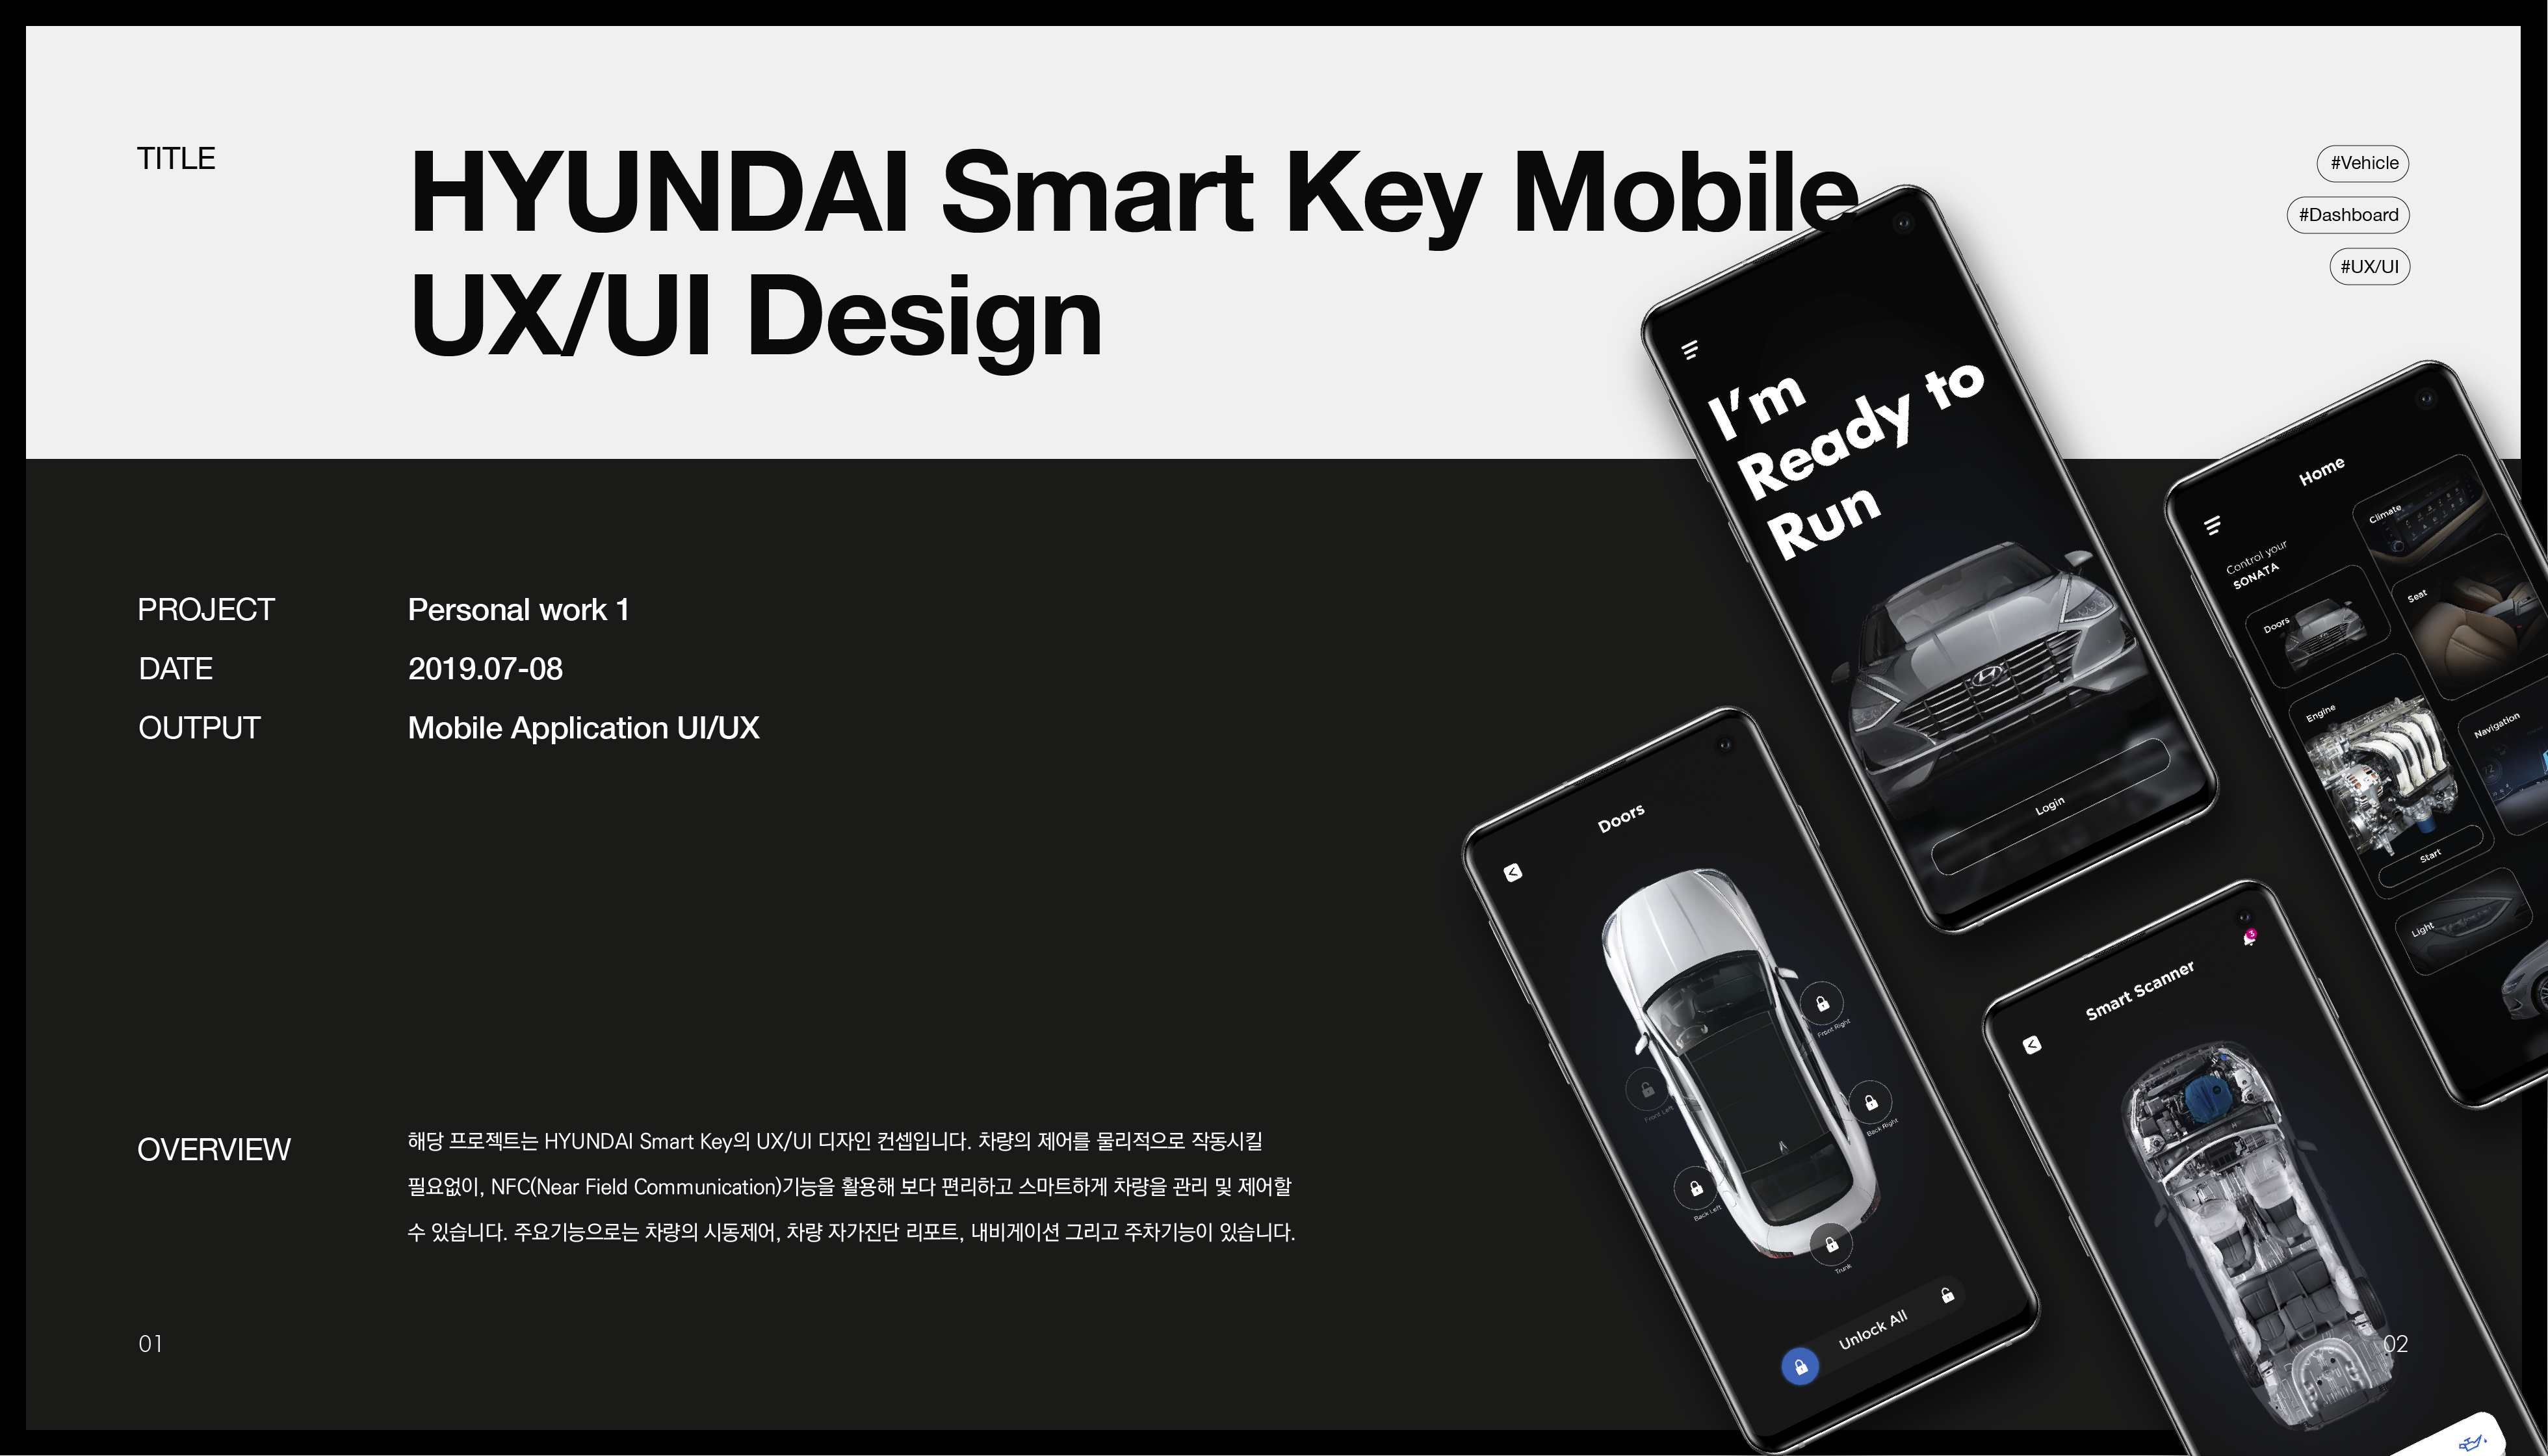 TITLE
HYUNDAI Smart Key Mobile
UX/UI Design
#Vehicle
#Dashboard
#UX/UI
PROJECT
Personal work 1
DATE
2019.07-08
OUTPUT
Mobile Application UI/UX
OVERVIEW
해당 프로젝트는 HYUNDAI Smart Key의 UX/UI 디자인 컨셉입니다. 차량의 제어를 물리적으로 작동시킬
필요없이, NFC(Near Field Communication)기능을 활용해 보다 편리하고 스마트하게 차량을 관리 및 제어할
수 있습니다. 주요기능으로는 차량의 시동제어, 차량 자가진단 리포트, 내비게이션 그리고 주차기능이 있습니다.
01
I'm
Ready to
Run
Login
Home
Control your
SONATA
Climate
Doors
Seat
Engine
Navigation
Start
Light
Doors
Front Right
Front Left
Back Right
Back Left
Trunk
Unlock All
Smart Scanner
3
02